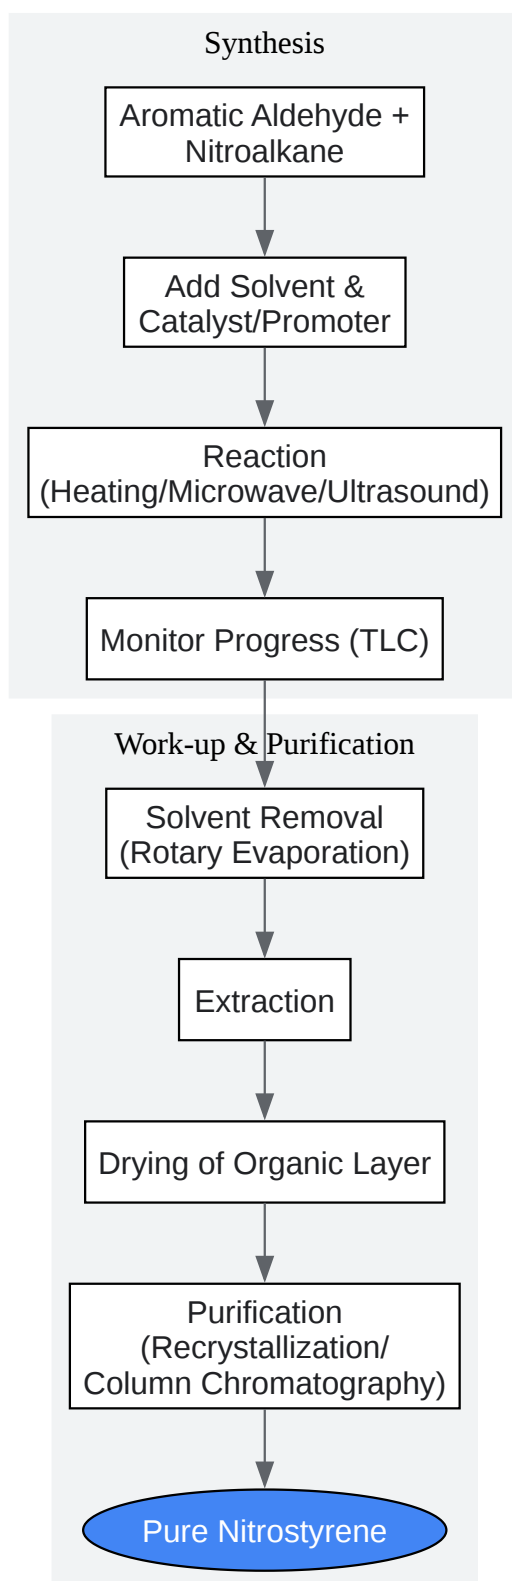 Synthesis
Aromatic Aldehyde +
Nitroalkane
Add Solvent &
Catalyst/Promoter
Reaction
(Heating/Microwave/Ultrasound)
Monitor Progress (TLC)
Work-up & Purification
Solvent Removal
(Rotary Evaporation)
Extraction
Drying of Organic Layer
Purification
(Recrystallization/
Column Chromatography)
Pure Nitrostyrene